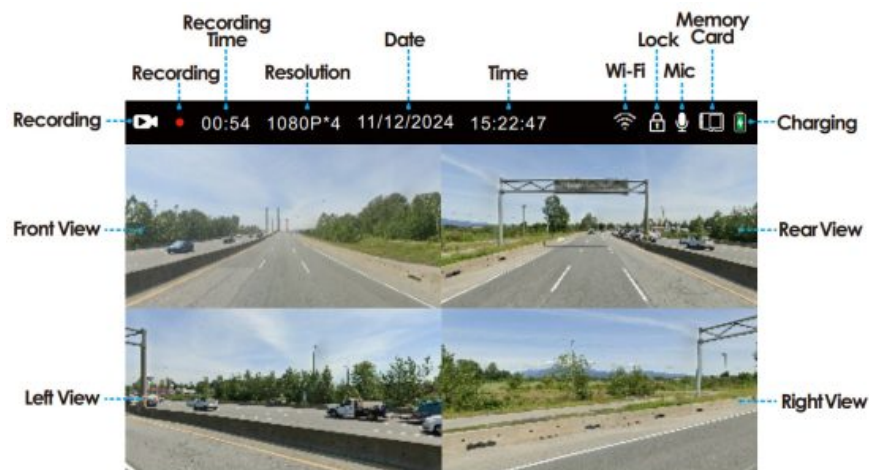 Recording
Time
Date
Memory
Card
Lock
Recording
Resolution
Time
Wi-Fi
Mic
Recording
00:54
1080P*4
11/12/2024
15:22:47
Charging
Front View
Rear View
Left View
Right View